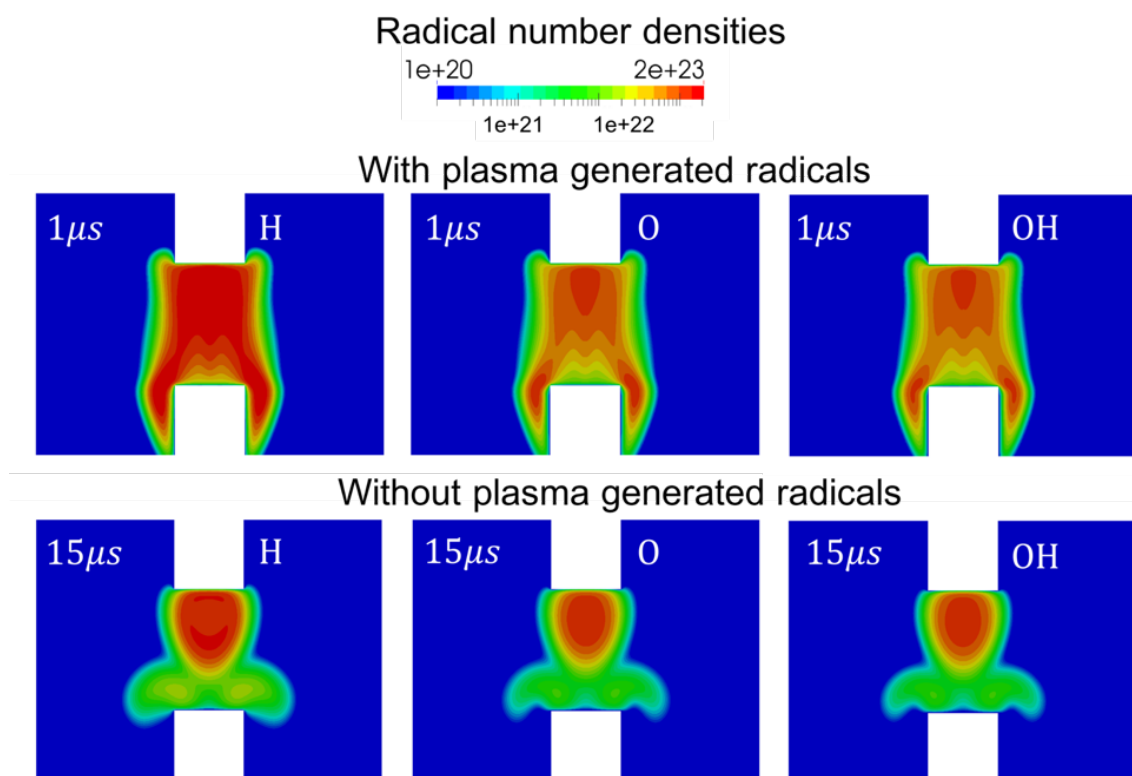 Radical number densities
1e+20 2e+23
1e+21 1e+22
With plasma generated radicals
1μs H 1μs O 1μs OH
Without plasma generated radicals
15μs H 15μs O 15μs OH